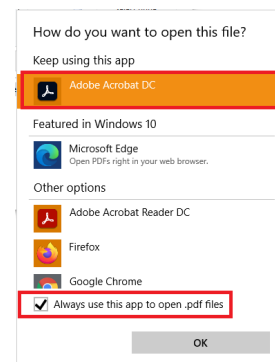 How do you want to open this file?
Keep using this app
Adobe Acrobat DC
Featured in Windows 10
Microsoft Edge
Open PDFs right in your web browser.
Other options
Adobe Acrobat Reader DC
Firefox
Google Chrome
Always use this app to open .pdf files
OK